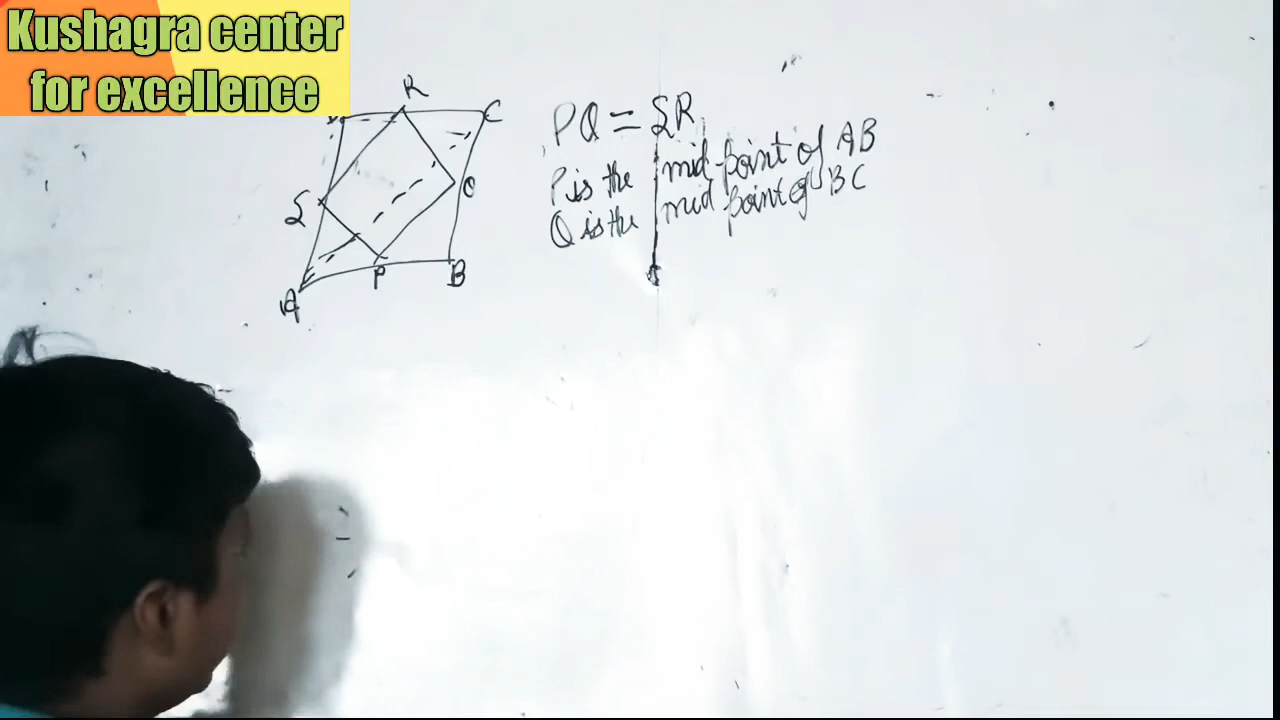 Kushagra center
for excellence
R
C
S
Q
P
B
A
PQ = SR
P is the mid point of AB
Q is the mid point of BC